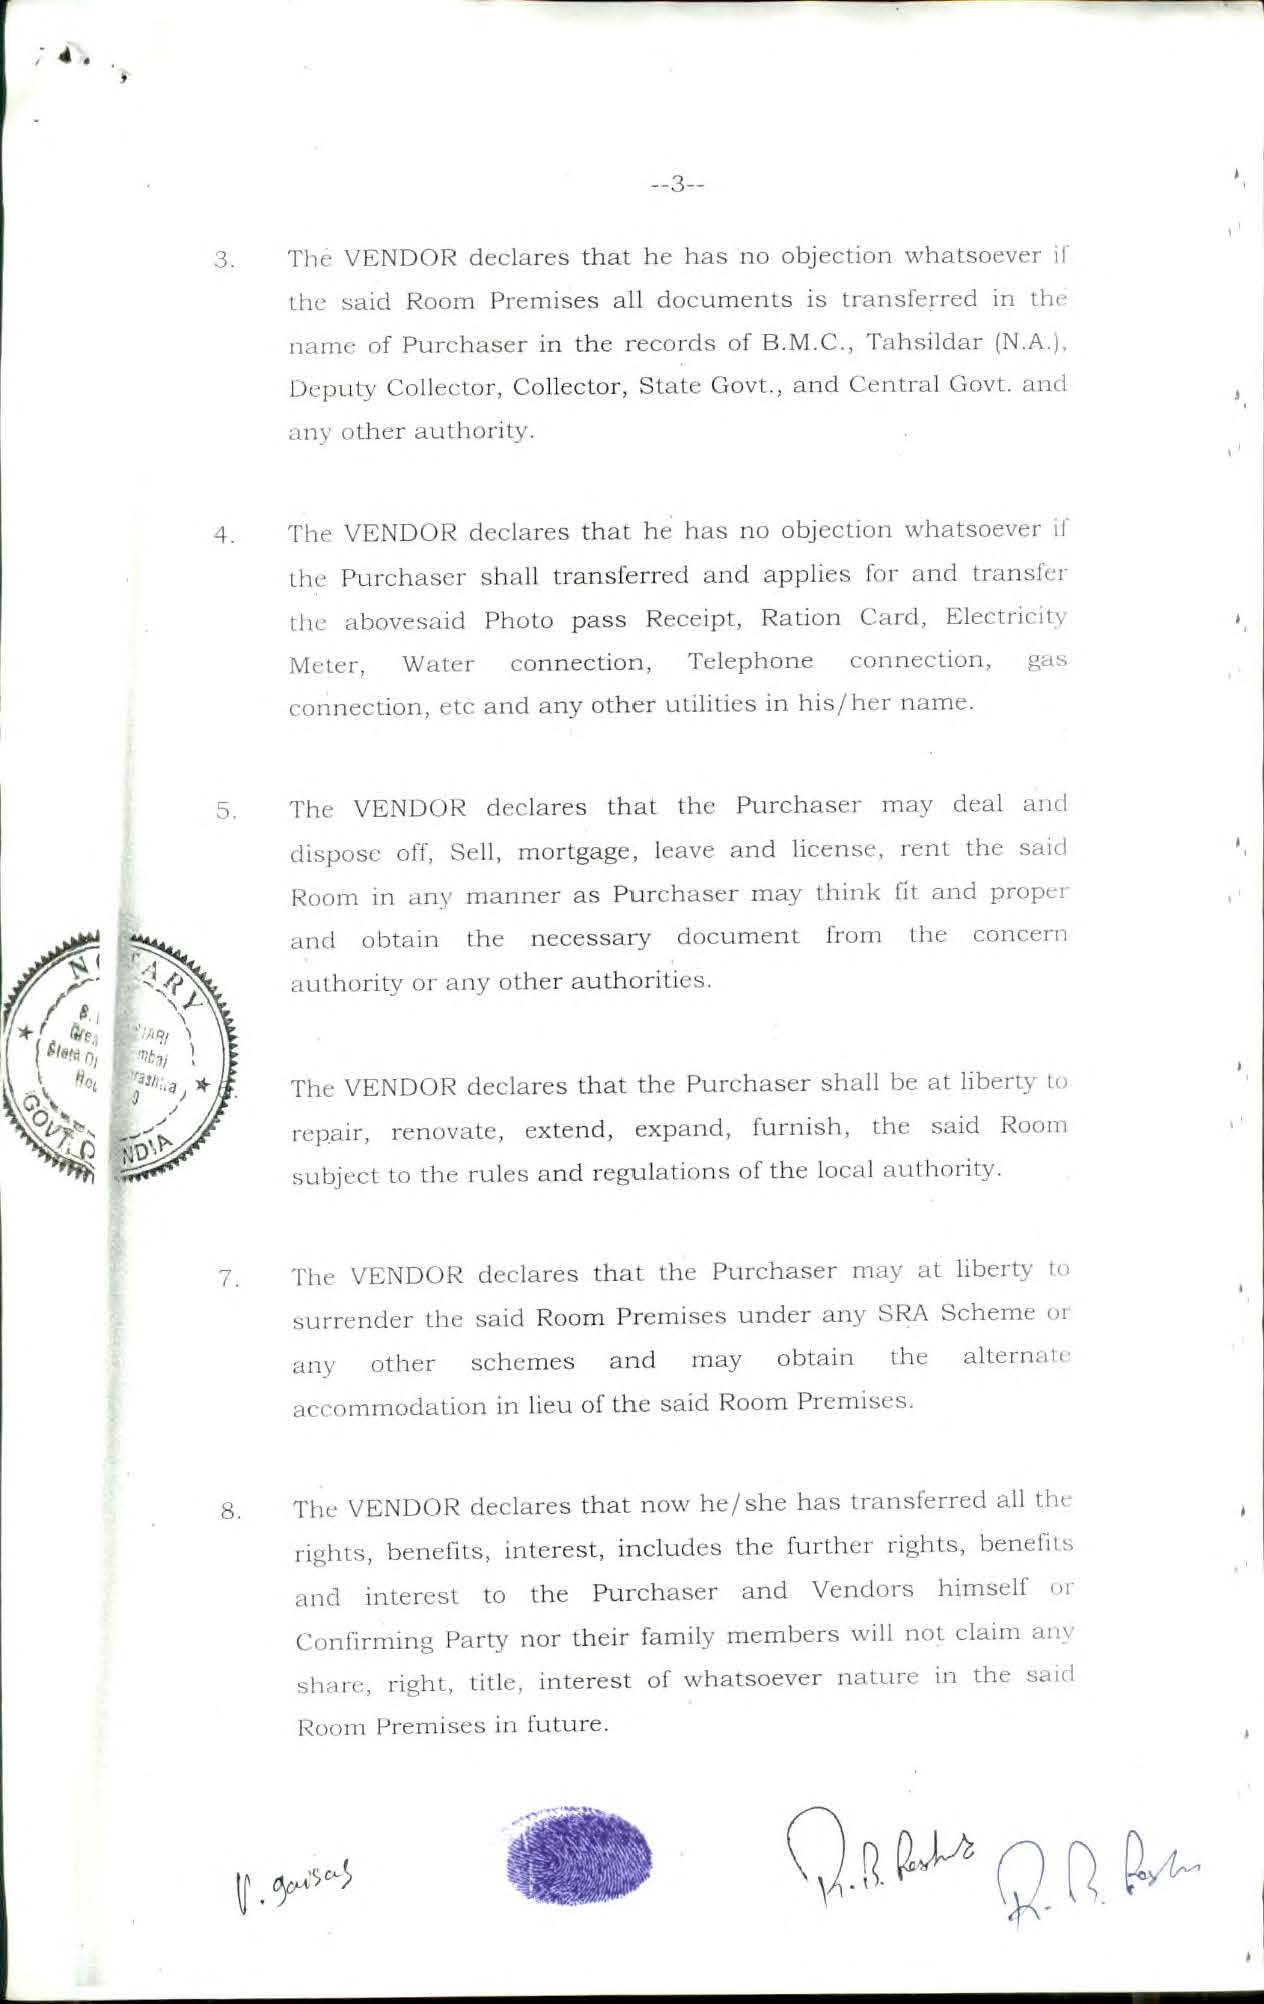 --3--
3. The VENDOR declares that he has no objection whatsoever if
the said Room Premises all documents is transferred in the
name of Purchaser in the records of B.M.C., Tahsildar (N.A.),
Deputy Collector, Collector, State Govt., and Central Govt. and
any other authority.
4. The VENDOR declares that he has no objection whatsoever if
the Purchaser shall transferred and applies for and transfer
the abovesaid Photo pass Receipt, Ration Card, Electricity
Meter, Water connection, Telephone connection, gas
connection, etc and any other utilities in his/her name.
5. The VENDOR declares that the Purchaser may deal and
dispose off, Sell, mortgage, leave and license, rent the said
Room in any manner as Purchaser may think fit and proper
and obtain the necessary document from the concern
authority or any other authorities.
The VENDOR declares that the Purchaser shall be at liberty to
repair, renovate, extend, expand, furnish, the said Room
subject to the rules and regulations of the local authority.
7. The VENDOR declares that the Purchaser may at liberty to
surrender the said Room Premises under any SRA Scheme or
any other schemes and may obtain the alternate
accommodation in lieu of the said Room Premises.
8. The VENDOR declares that now he/she has transferred all the
rights, benefits, interest, includes the further rights, benefits
and interest to the Purchaser and Vendors himself or
Confirming Party nor their family members will not claim any
share, right, title, interest of whatsoever nature in the said
Room Premises in future.
R. B.
R. B.